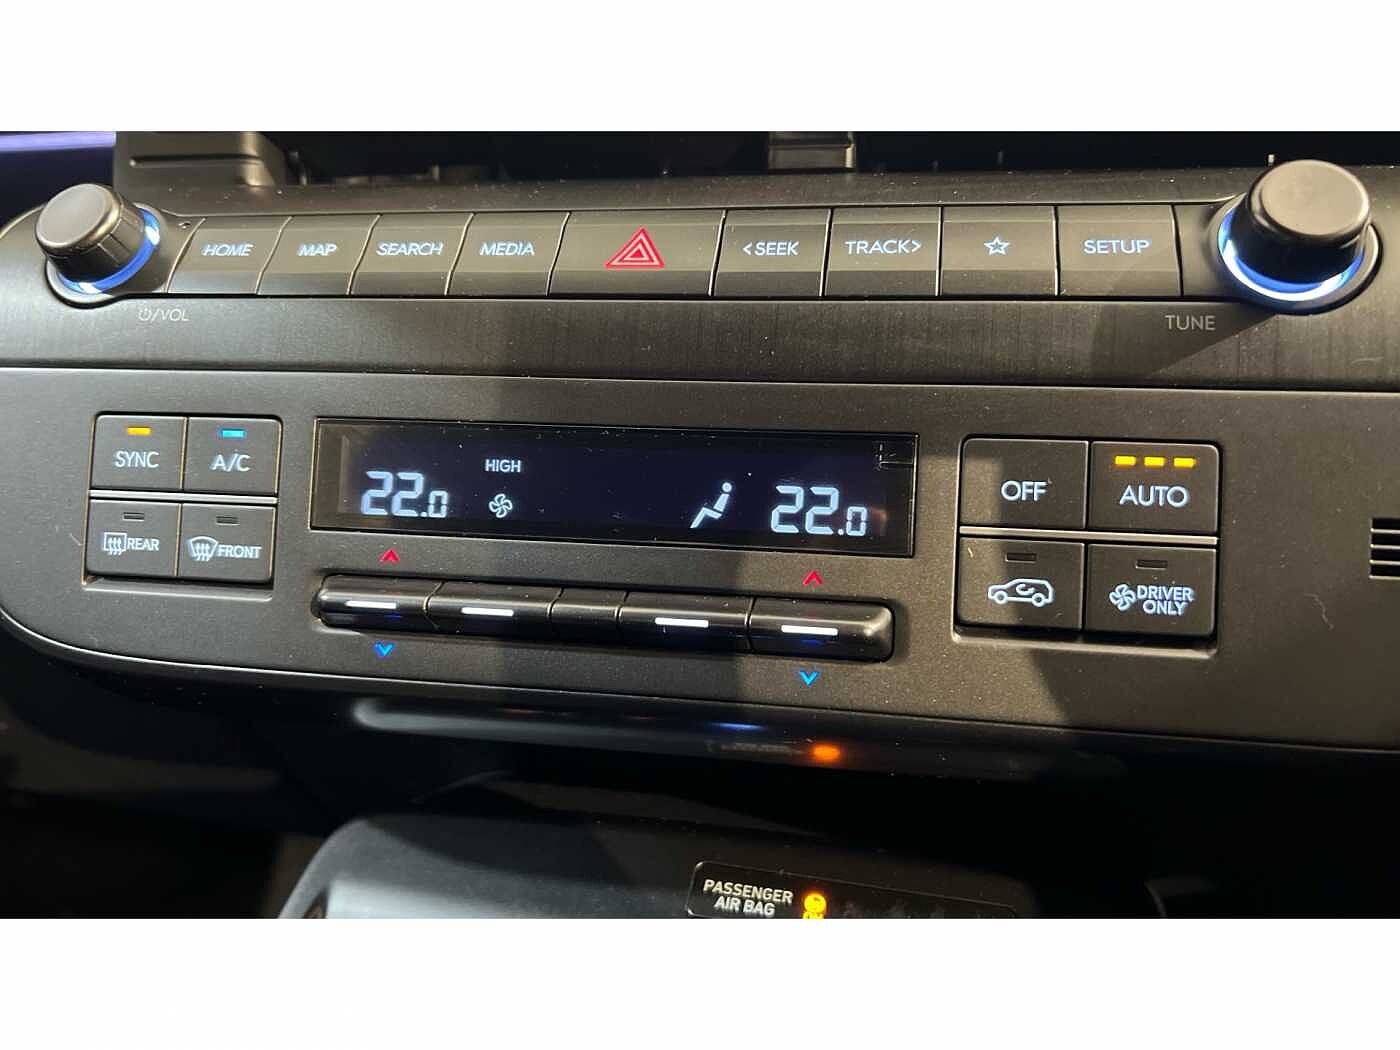 HOME
MAP
SEARCH
MEDIA
<SEEK
TRACK>
SETUP
/VOL
TUNE
SYNC
A/C
22.0
HIGH
22.0
OFF
AUTO
REAR
FRONT
DRIVER
ONLY
PASSENGER
AIR BAG